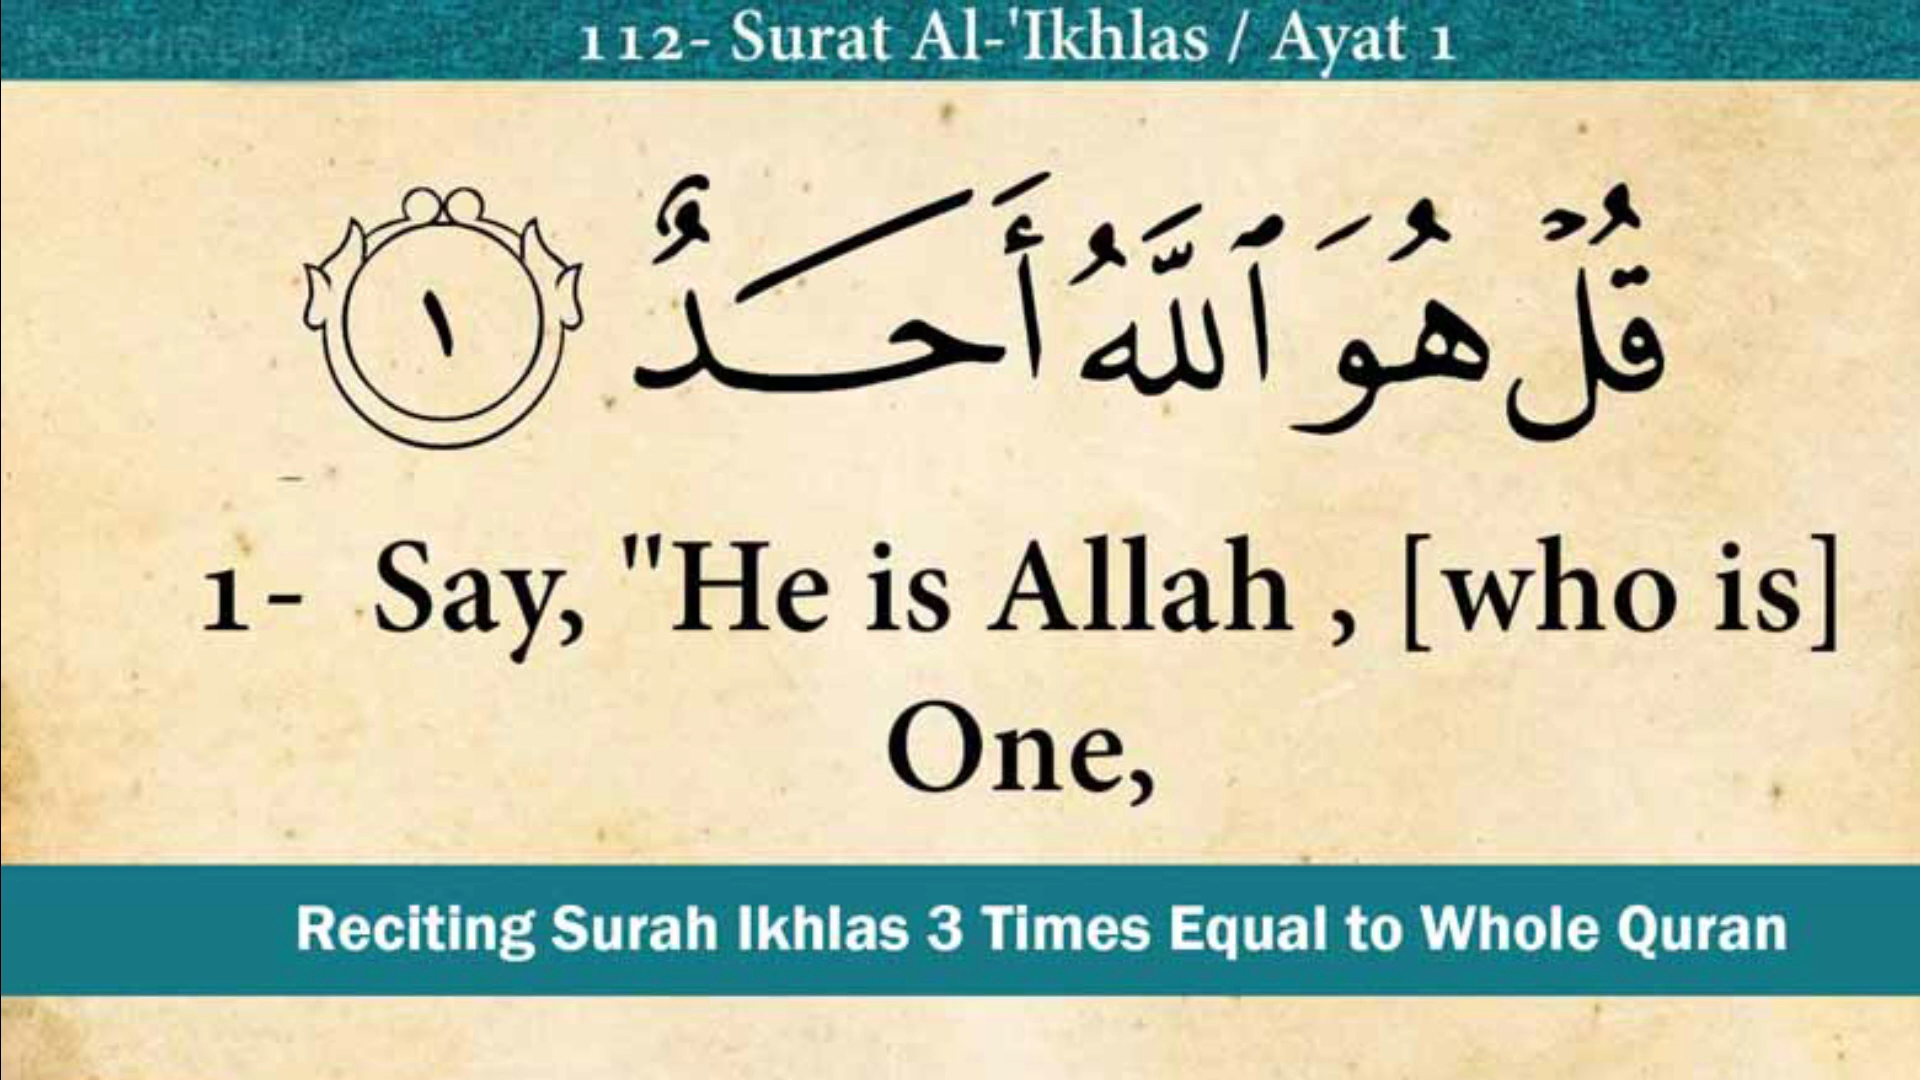 112- Surat Al-'Ikhlas / Ayat 1
قُلْ هُوَ ٱللَّهُ أَحَدٌ ١
1- Say, "He is Allah , [who is]
One,
Reciting Surah Ikhlas 3 Times Equal to Whole Quran